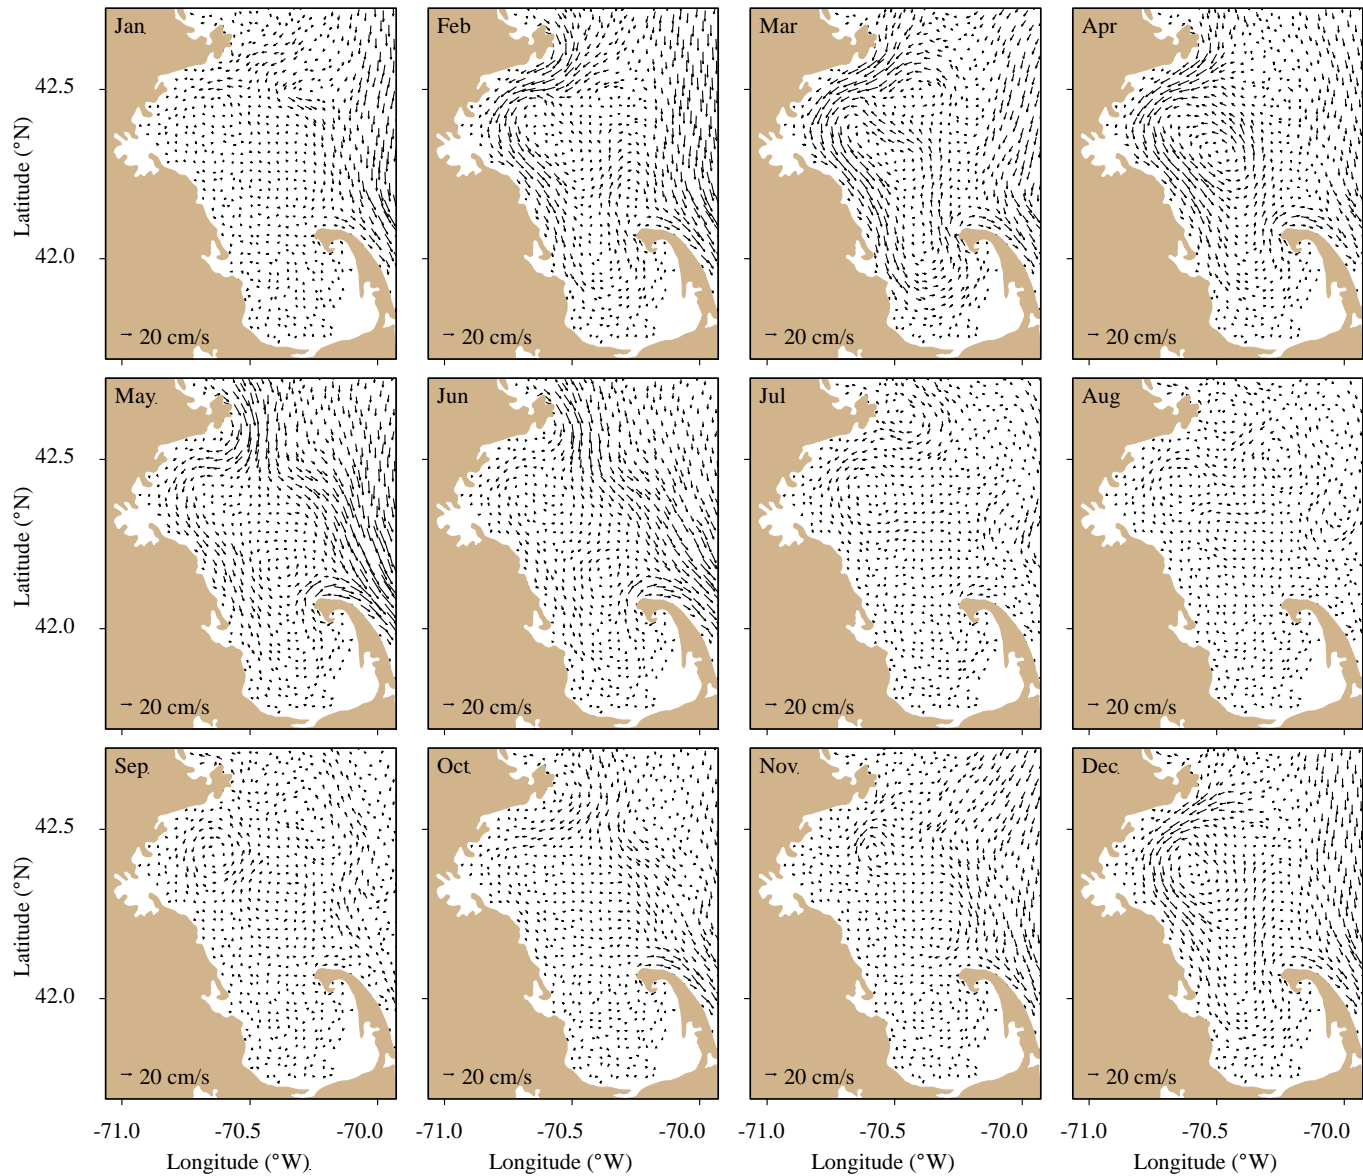 Jan.
Feb
Mar
Apr
Latitude (°N)
42.5
42.0
20 cm/s
20 cm/s
20 cm/s
20 cm/s
May.
Jun
Jul
Aug
Latitude (°N)
42.5
42.0
20 cm/s
20 cm/s
20 cm/s
20 cm/s
Sep.
Oct
Nov.
Dec.
Latitude (°N)
42.5
42.0
20 cm/s
20 cm/s
20 cm/s
20 cm/s
-71.0 -70.5 -70.0
-71.0 -70.5 -70.0
-71.0 -70.5 -70.0
-71.0 -70.5 -70.0
Longitude (°W).
Longitude (°W)
Longitude (°W)
Longitude (°W)